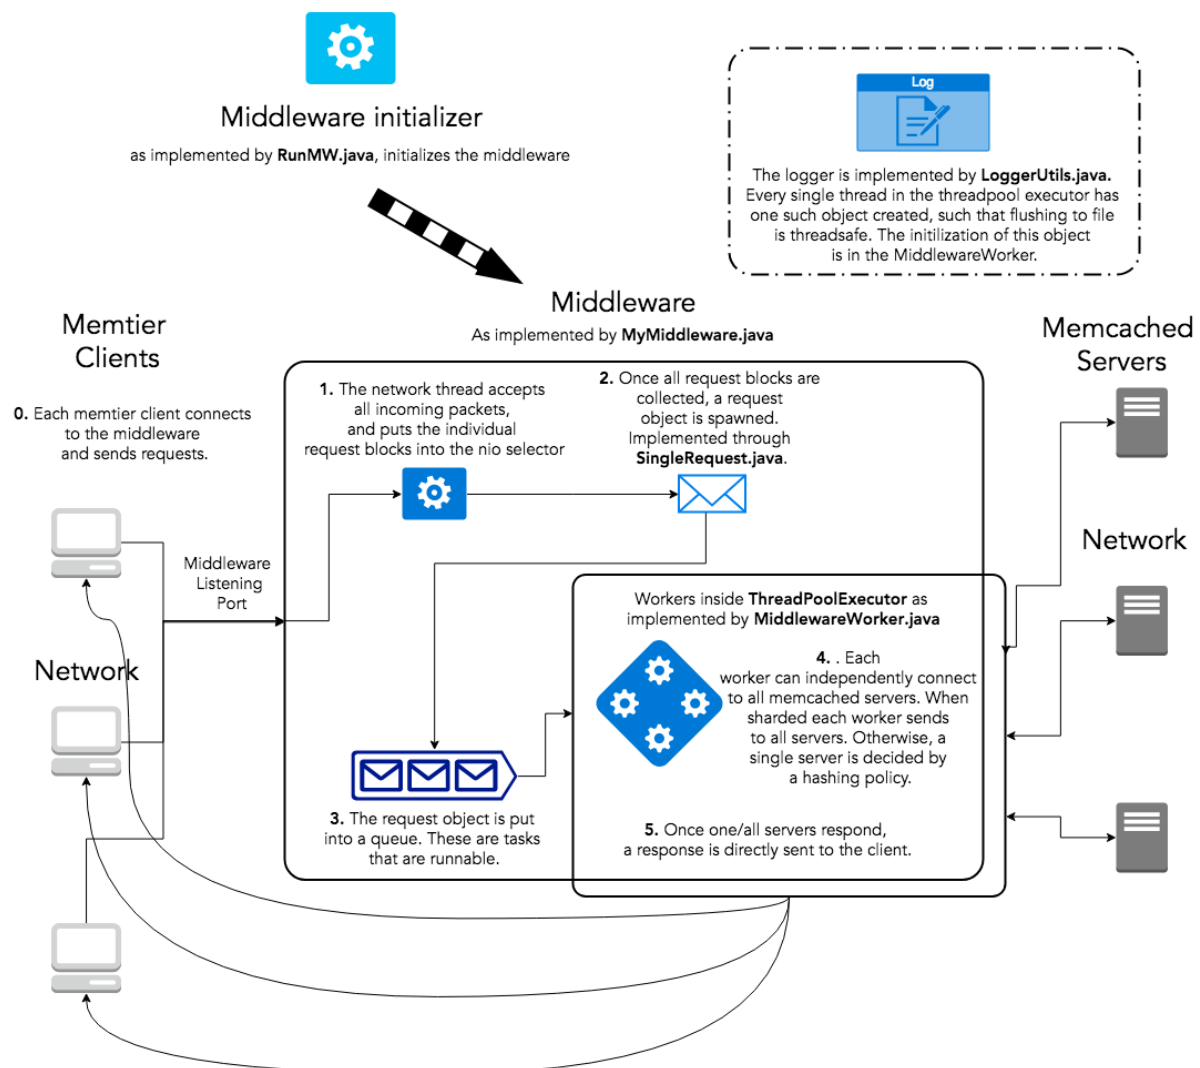 Middleware initializer
as implemented by RunMW.java, initializes the middleware
Log
The logger is implemented by LoggerUtils.java.
Every single thread in the threadpool executor has
one such object created, such that flushing to file
is threadsafe. The initilization of this object
is in the MiddlewareWorker.
Middleware
As implemented by MyMiddleware.java
Memtier
Clients
0. Each memtier client connects
to the middleware
and sends requests.
Middleware
Listening
Port
Network
1. The network thread accepts
all incoming packets,
and puts the individual
request blocks into the nio selector
2. Once all request blocks are
collected, a request
object is spawned.
Implemented through
SingleRequest.java.
3. The request object is put
into a queue. These are tasks
that are runnable.
Workers inside ThreadPoolExecutor as
implemented by MiddlewareWorker.java
4. . Each
worker can independently connect
to all memcached servers. When
sharded each worker sends
to all servers. Otherwise, a
single server is decided by
a hashing policy.
5. Once one/all servers respond,
a response is directly sent to the client.
Memcached
Servers
Network